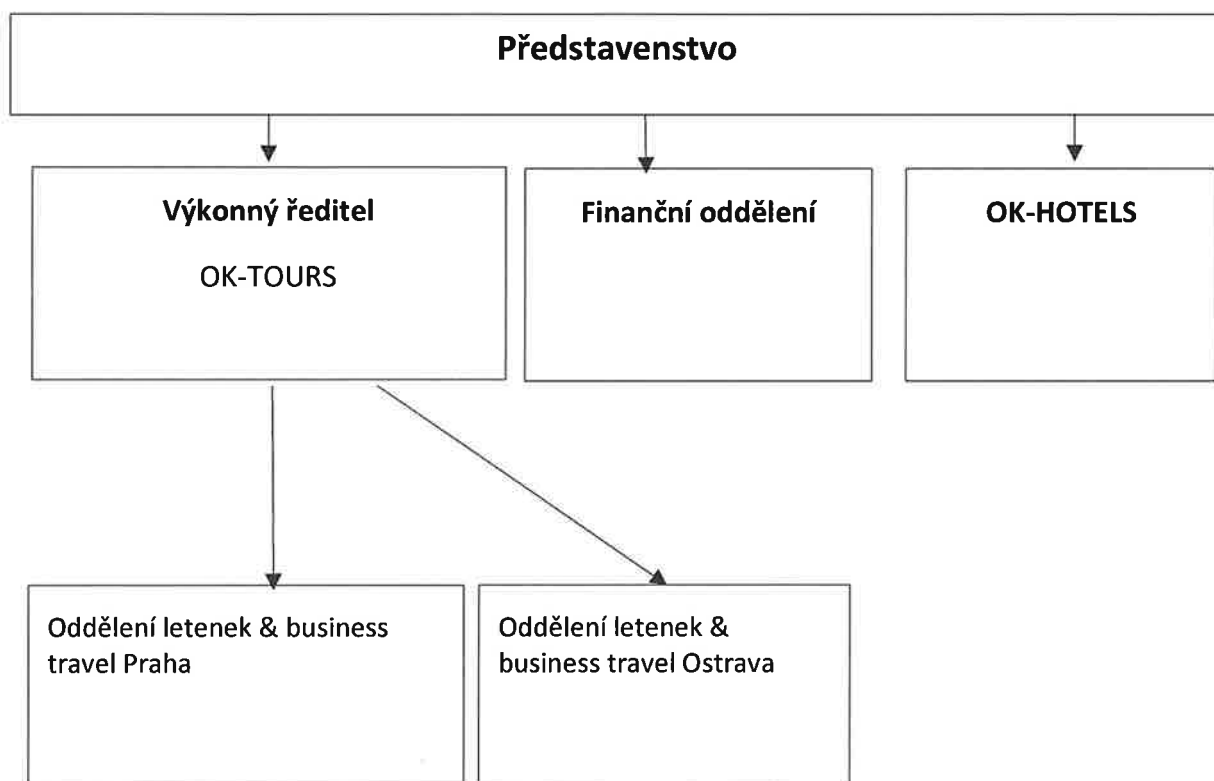 Představenstvo
Výkonný ředitel
OK-TOURS
Finanční oddělení
OK-HOTELS
Oddělení letenek & business
travel Praha
Oddělení letenek &
business travel Ostrava